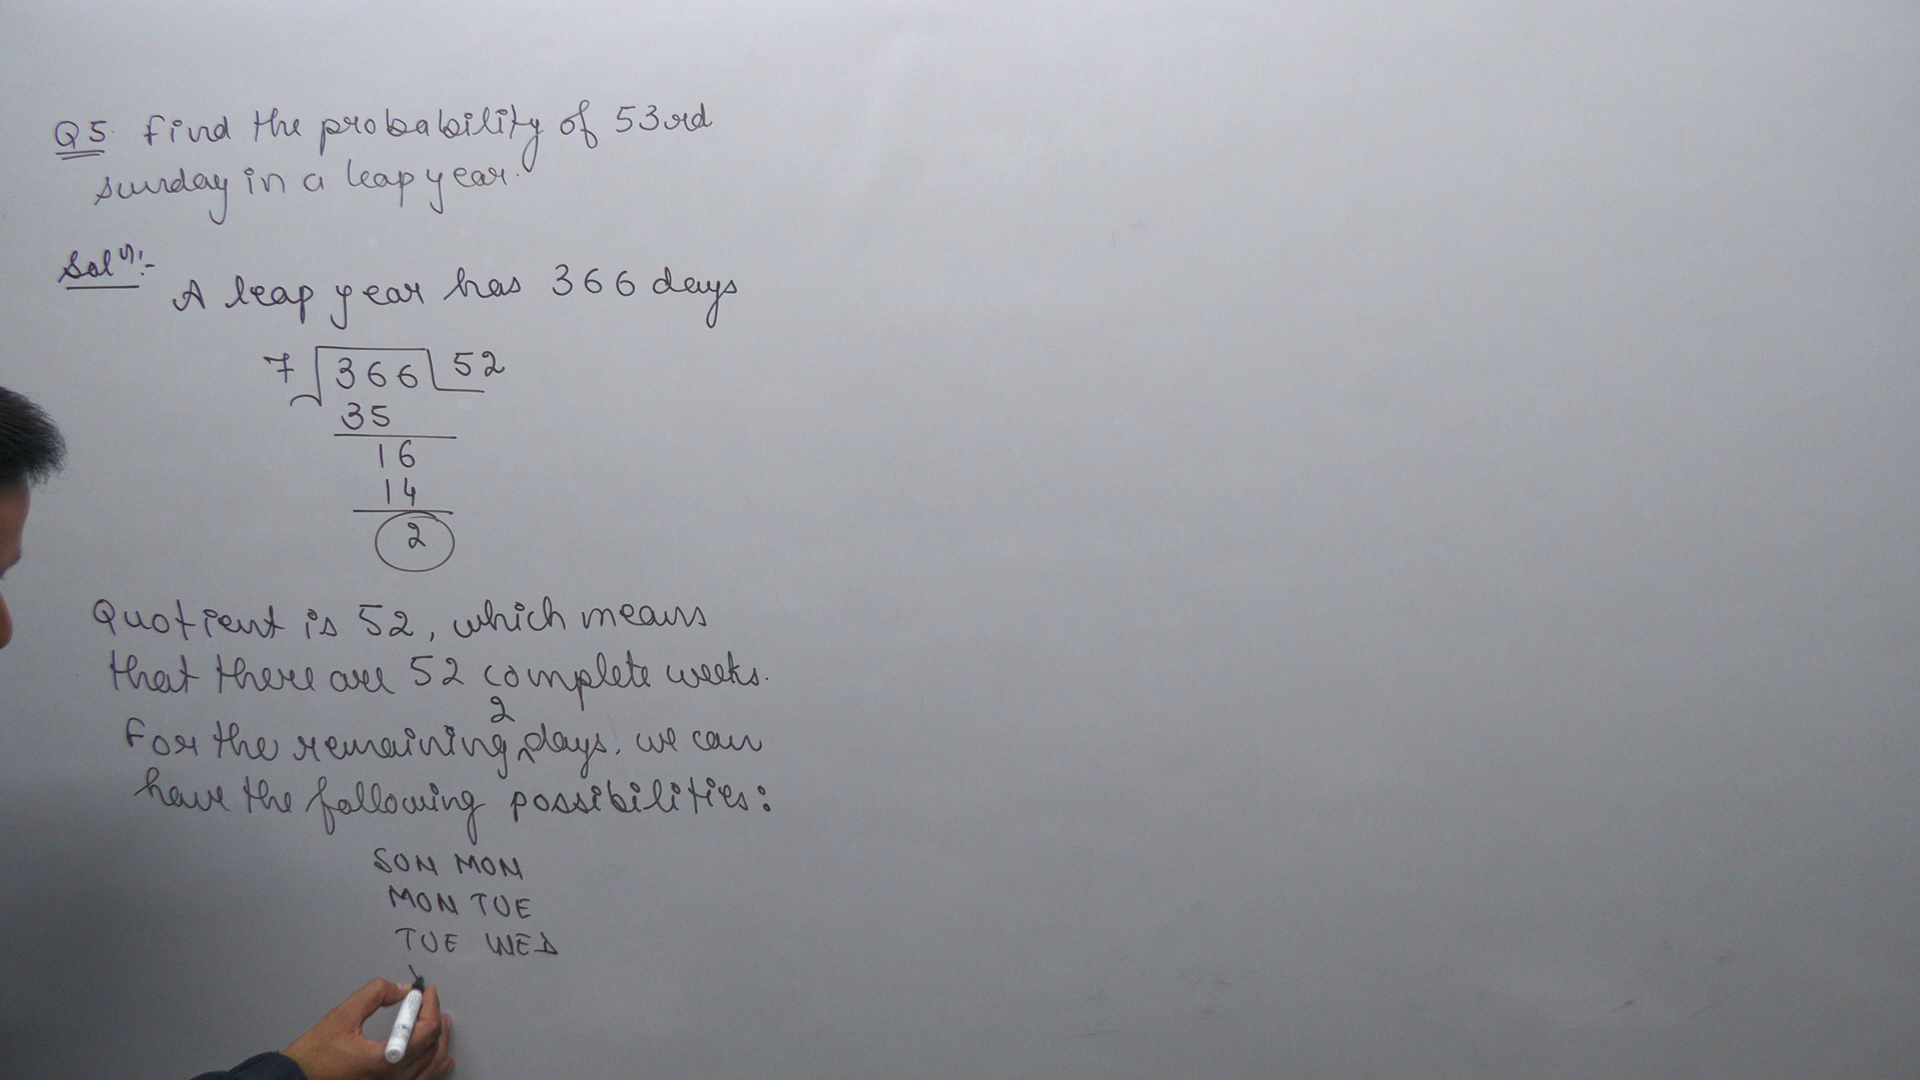 Q5. Find the probability of 53rd
sunday in a leap year.
Solⁿ:-
A leap year has 366 days
7 366 52
35
16
14
2
Quotient is 52, which means
that there are 52 complete weeks.
2
For the remaining ^ days, we can
have the following possibilities:
SUN MON
MON TUE
TUE WED